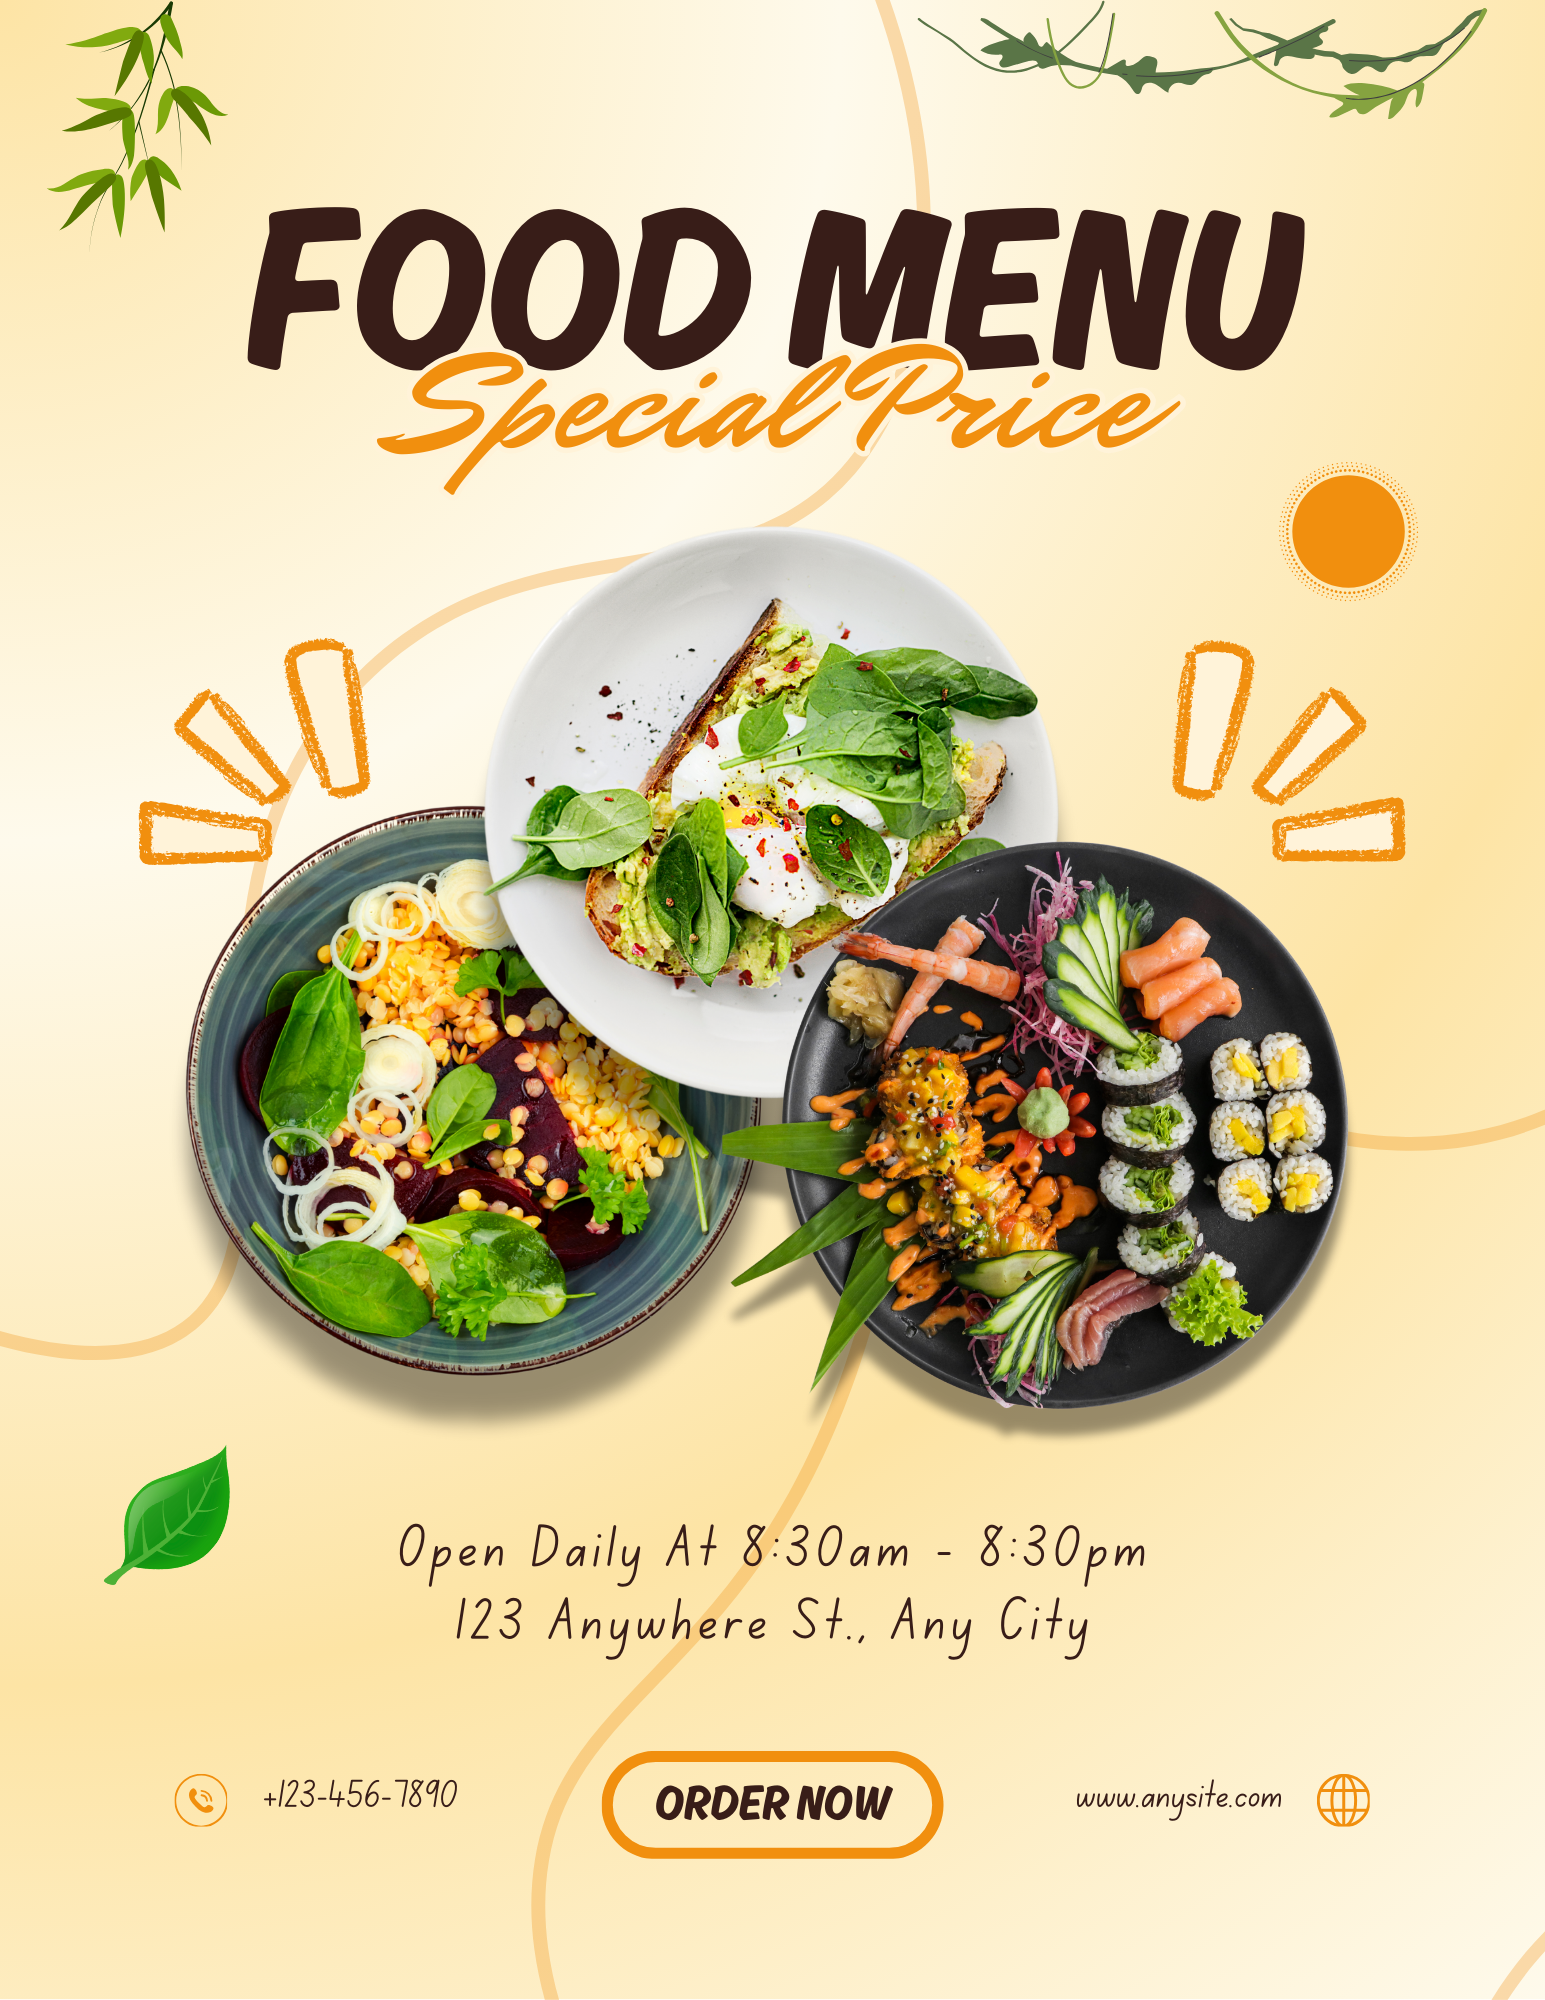 FOOD MENU
Special Price
Open Daily At 8:30am - 8:30pm
123 Anywhere St., Any City
+123-456-7890
ORDER NOW
www.anysite.com